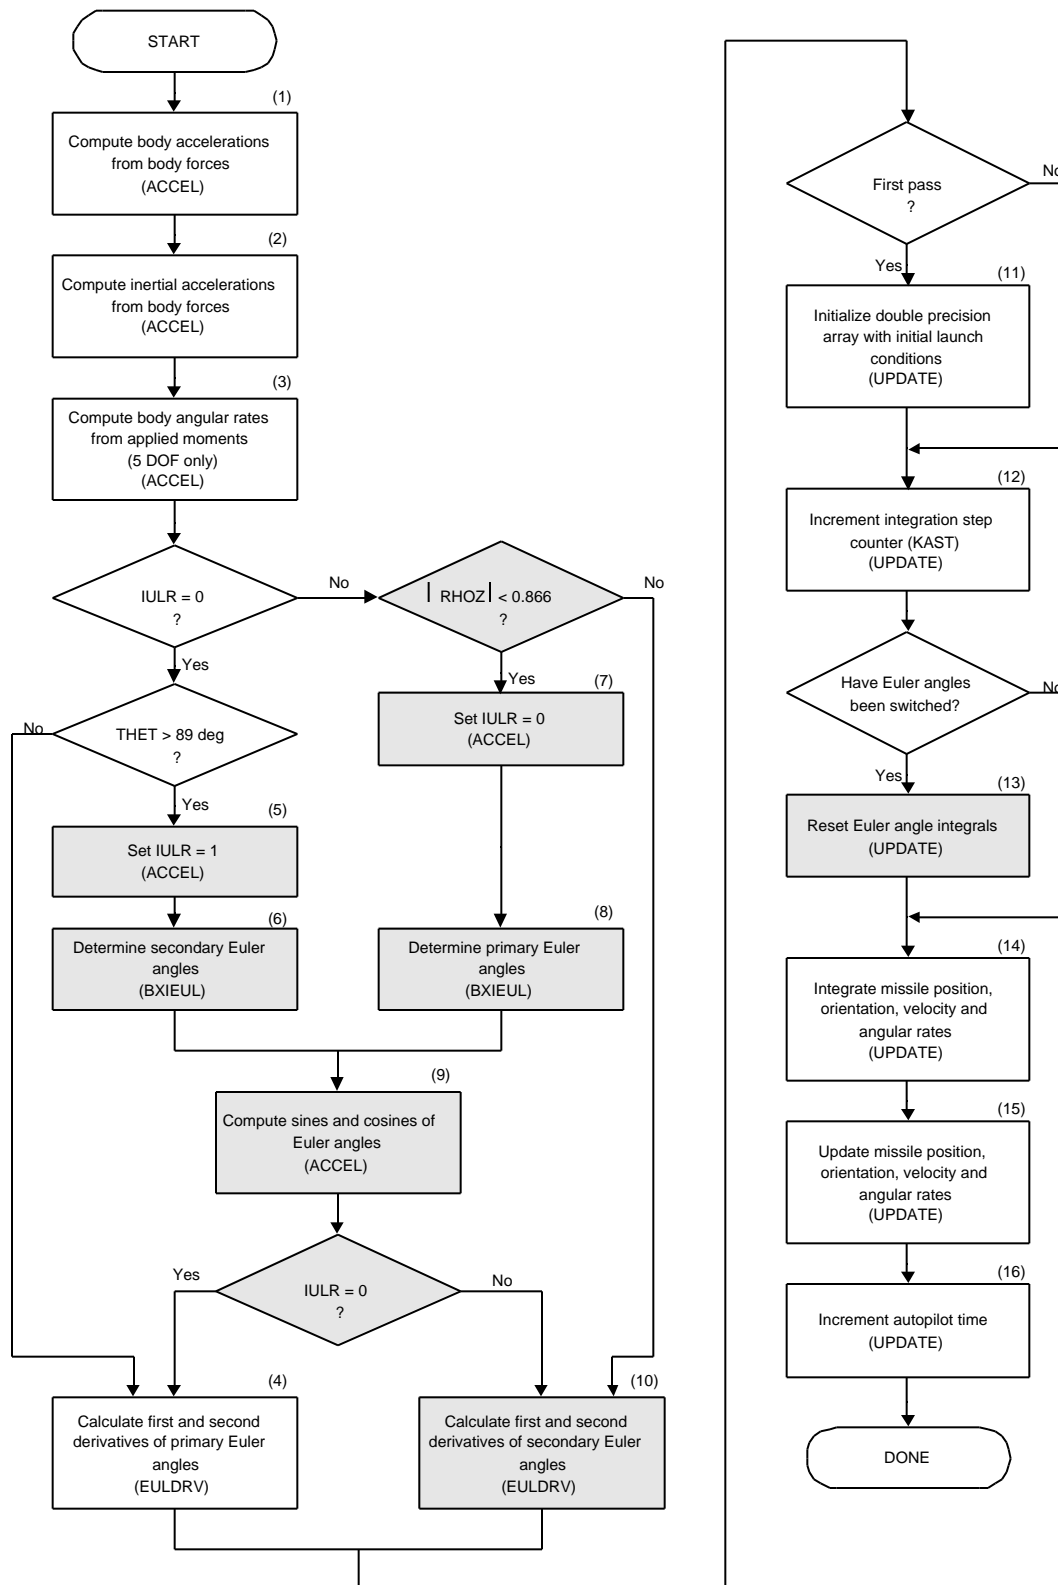 START
(1)
Compute body accelerations
from body forces
(ACCEL)
(2)
Compute inertial accelerations
from body forces
(ACCEL)
(3)
Compute body angular rates
from applied moments
(5 DOF only)
(ACCEL)
IULR = 0
?
No
Yes
| RHOZ | < 0.866
?
No
Yes
THET > 89 deg
?
No
Yes
(5)
Set IULR = 1
(ACCEL)
(6)
Determine secondary Euler
angles
(BXIEUL)
(7)
Set IULR = 0
(ACCEL)
(8)
Determine primary Euler
angles
(BXIEUL)
(9)
Compute sines and cosines of
Euler angles
(ACCEL)
IULR = 0
?
Yes
No
(4)
Calculate first and second
derivatives of primary Euler
angles
(EULDRV)
(10)
Calculate first and second
derivatives of secondary Euler
angles
(EULDRV)
First pass
?
No
Yes
(11)
Initialize double precision
array with initial launch
conditions
(UPDATE)
(12)
Increment integration step
counter (KAST)
(UPDATE)
Have Euler angles
been switched?
No
Yes
(13)
Reset Euler angle integrals
(UPDATE)
(14)
Integrate missile position,
orientation, velocity and
angular rates
(UPDATE)
(15)
Update missile position,
orientation, velocity and
angular rates
(UPDATE)
(16)
Increment autopilot time
(UPDATE)
DONE